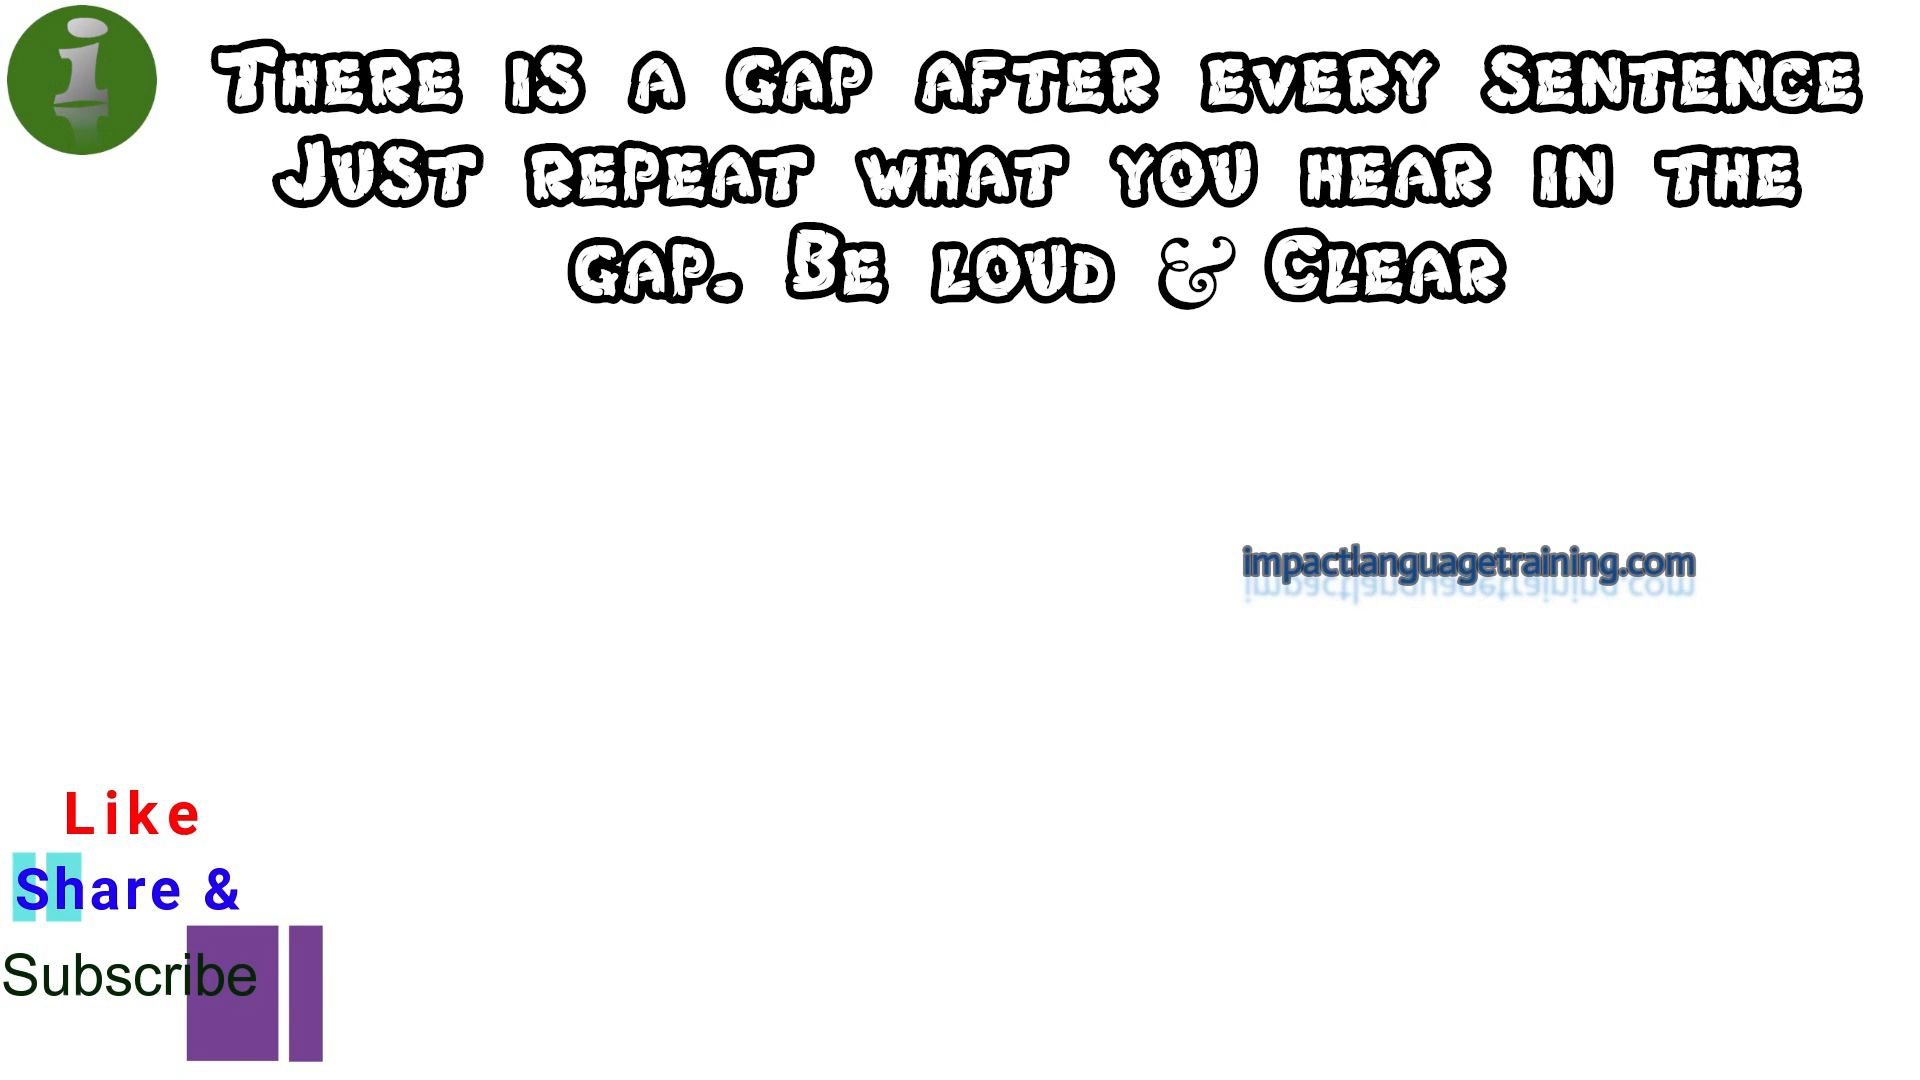 There is a gap after every Sentence
Just repeat what you hear in the
gap. Be loud & Clear
impactlanguagetraining.com
Like
Share &
Subscribe